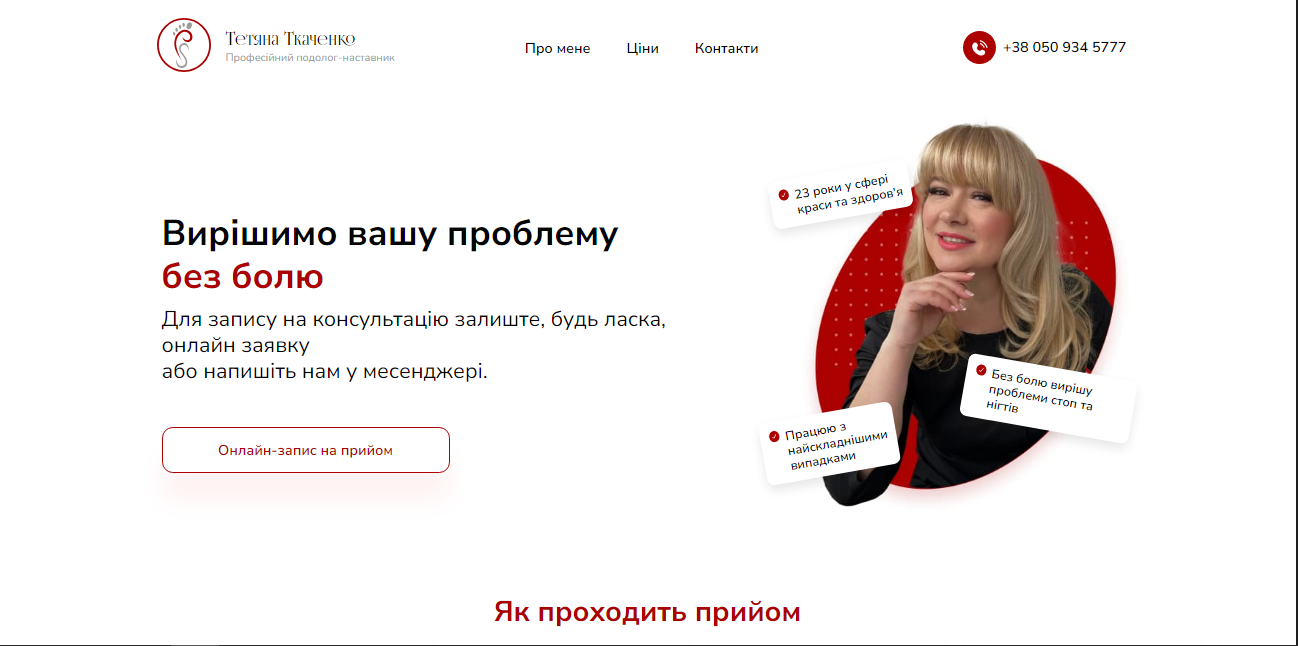 Тетяна Ткаченко
Професійний подолог-наставник
Про мене
Ціни
Контакти
+38 050 934 5777
Вирішимо вашу проблему
без болю
Для запису на консультацію залиште, будь ласка,
онлайн заявку
або напишіть нам у месенджері.
Онлайн-запис на прийом
23 роки у сфері
краси та здоров'я
Без болю вирішу
проблеми стоп та
нігтів
Працюю з
найскладнішими
випадками
Як проходить прийом